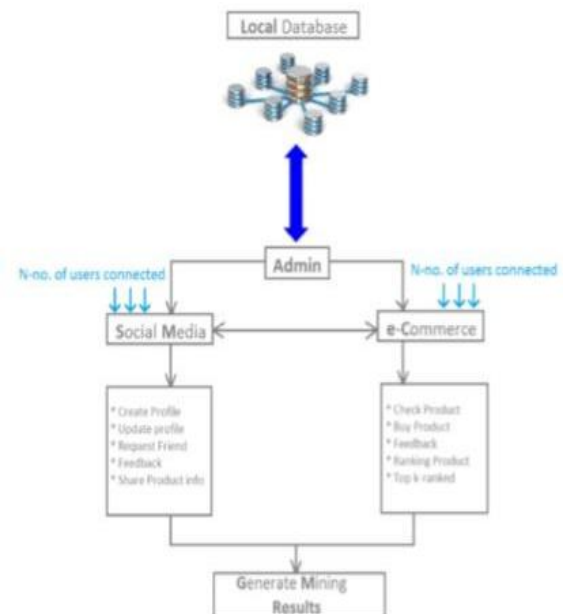 Local Database
Admin
N-no. of users connected
N-no. of users connected
Social Media
e-Commerce
* Create Profile
* Update profile
* Request Friend
* Feedback
* Share Product info
* Check Product
* Buy Product
* Feedback
* Ranking Product
* Top k-ranked
Generate Mining
Results